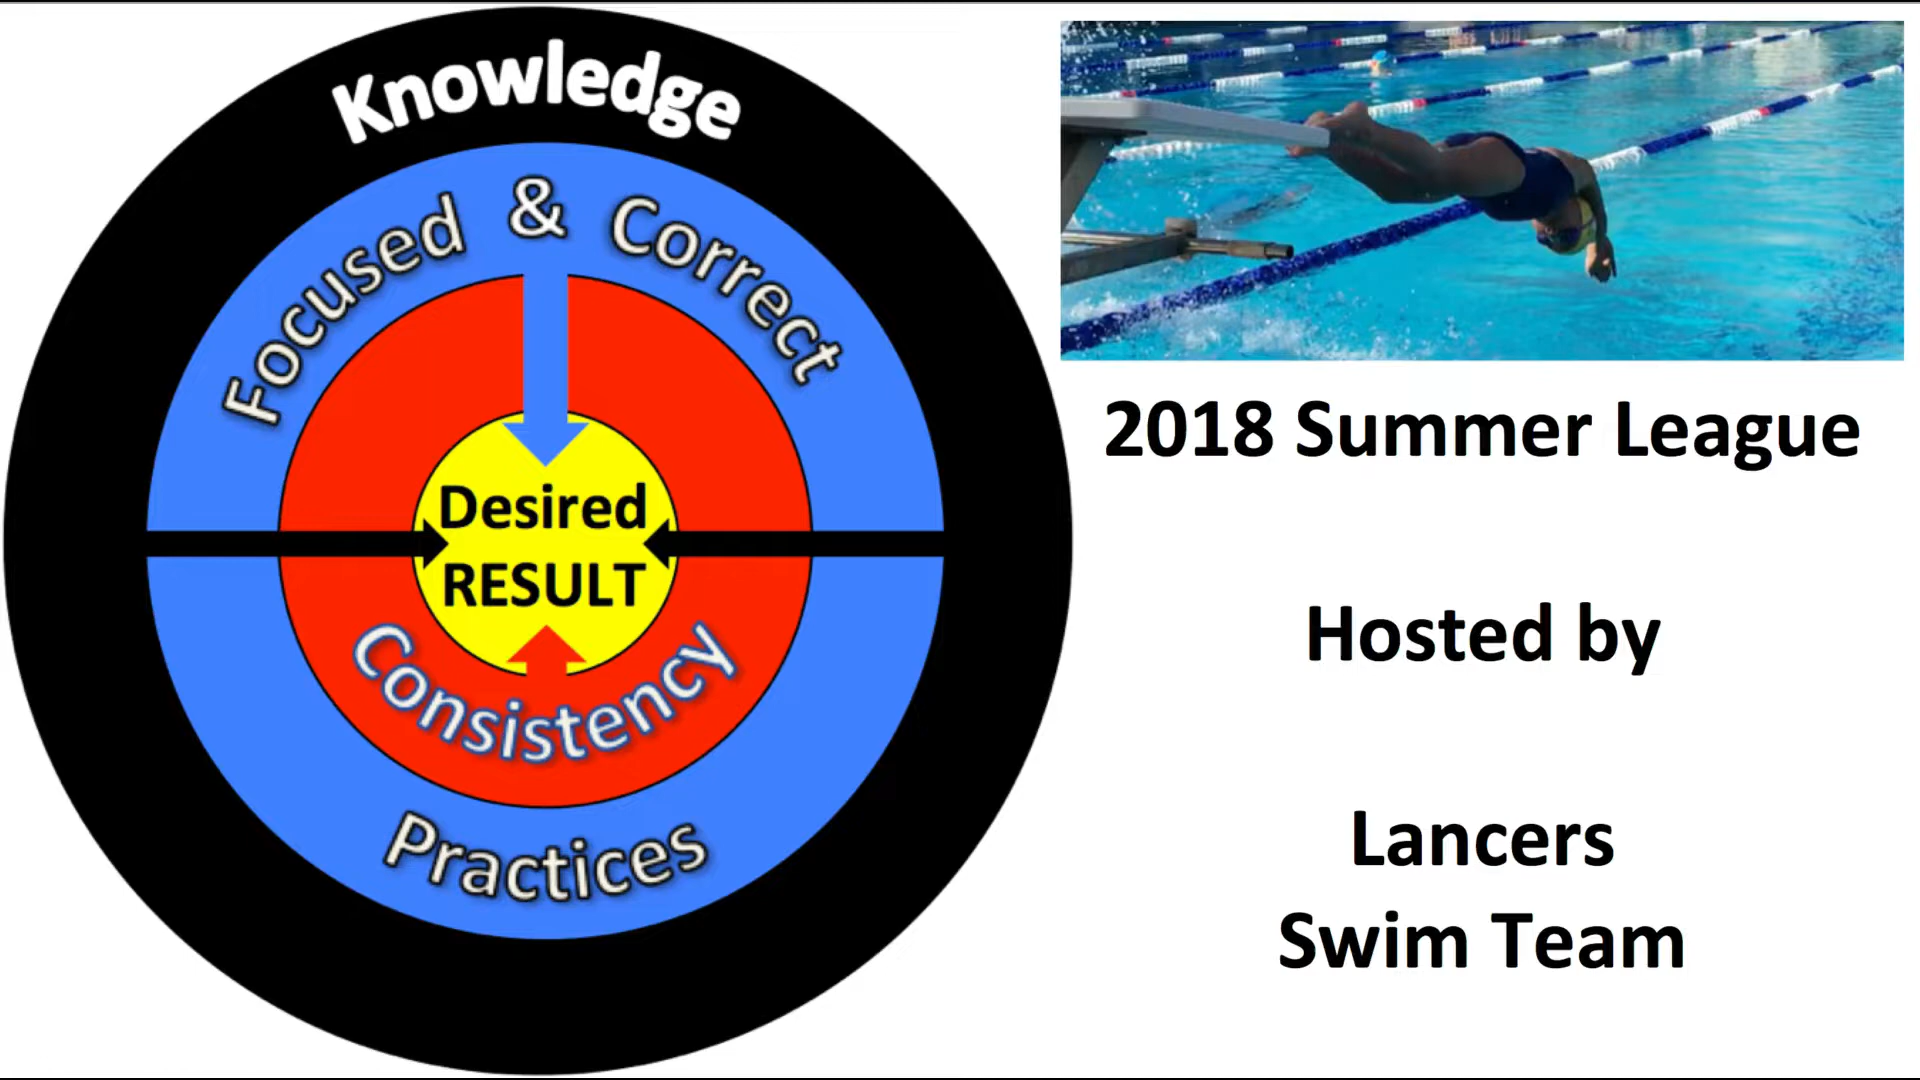 Knowledge
Focused & Correct
Desired
RESULT
Consistency
Practices
2018 Summer League
Hosted by
Lancers
Swim Team